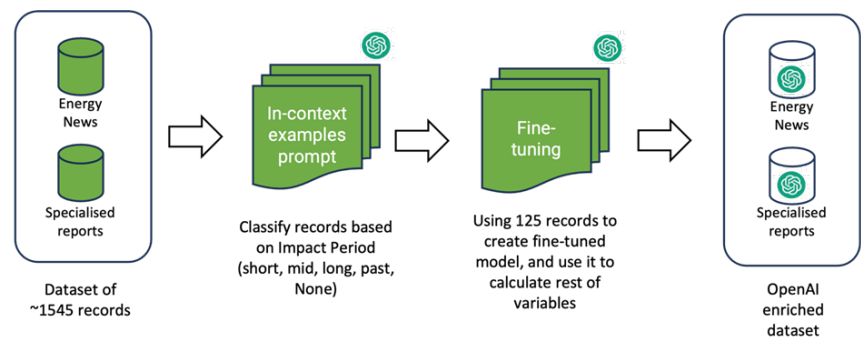 Energy
News
Specialised
reports
Dataset of
~1545 records
In-context
examples
prompt
Classify records based
on Impact Period
(short, mid, long, past,
None)
Fine-
tuning
Using 125 records to
create fine-tuned
model, and use it to
calculate rest of
variables
Energy
News
Specialised
reports
OpenAI
enriched
dataset